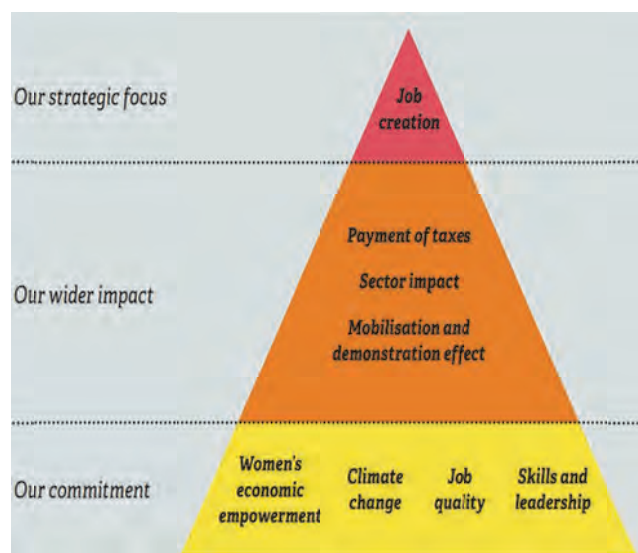 Our strategic focus
Job
creation
Our wider impact
Payment of taxes
Sector impact
Mobilisation and
demonstration effect
Our commitment
Women's
economic
empowerment
Climate
change
Job
quality
Skills and
leadership